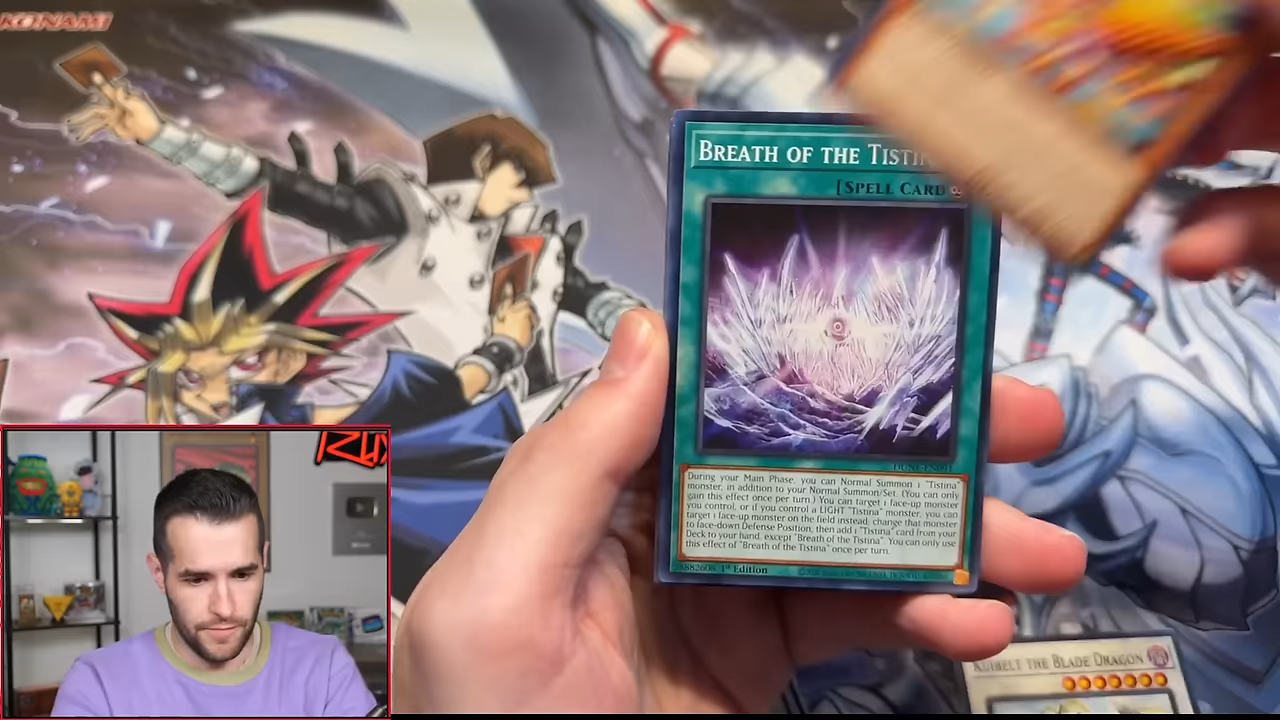 KONAMI
BREATH OF THE
[SPELL CARD
During your Main Phase, you can Normal Summon 1 "Tistina"
monster, in addition to your Normal Summon/Set. (You can only
gain this effect once per turn.) You can target 1 face-up monster
you control, or if you control a LIGHT "Tistina" monster, you can
target 1 face-up monster on the field instead; change that monster
to face-down Defense Position, then add 1 "Tistina" card from your
Deck to your hand, except "Breath of the Tistina". You can only use
this effect of "Breath of the Tistina" once per turn.
1st Edition
KUIBELT THE BLADE DRAGON